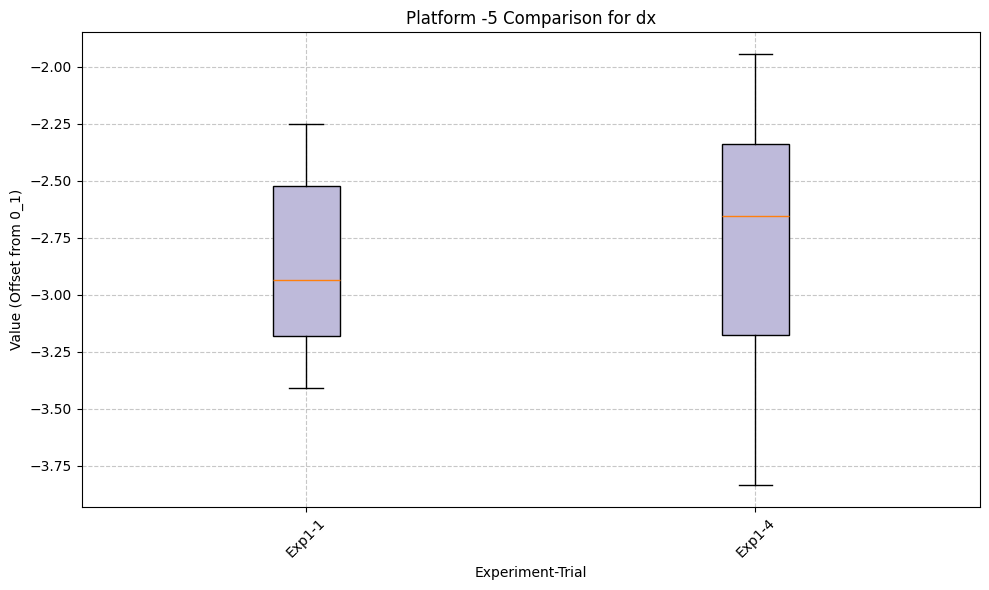 Platform -5 Comparison for dx
Value (Offset from 0_1)
−2.00
−2.25
−2.50
−2.75
−3.00
−3.25
−3.50
−3.75
Exp1-1
Exp1-4
Experiment-Trial